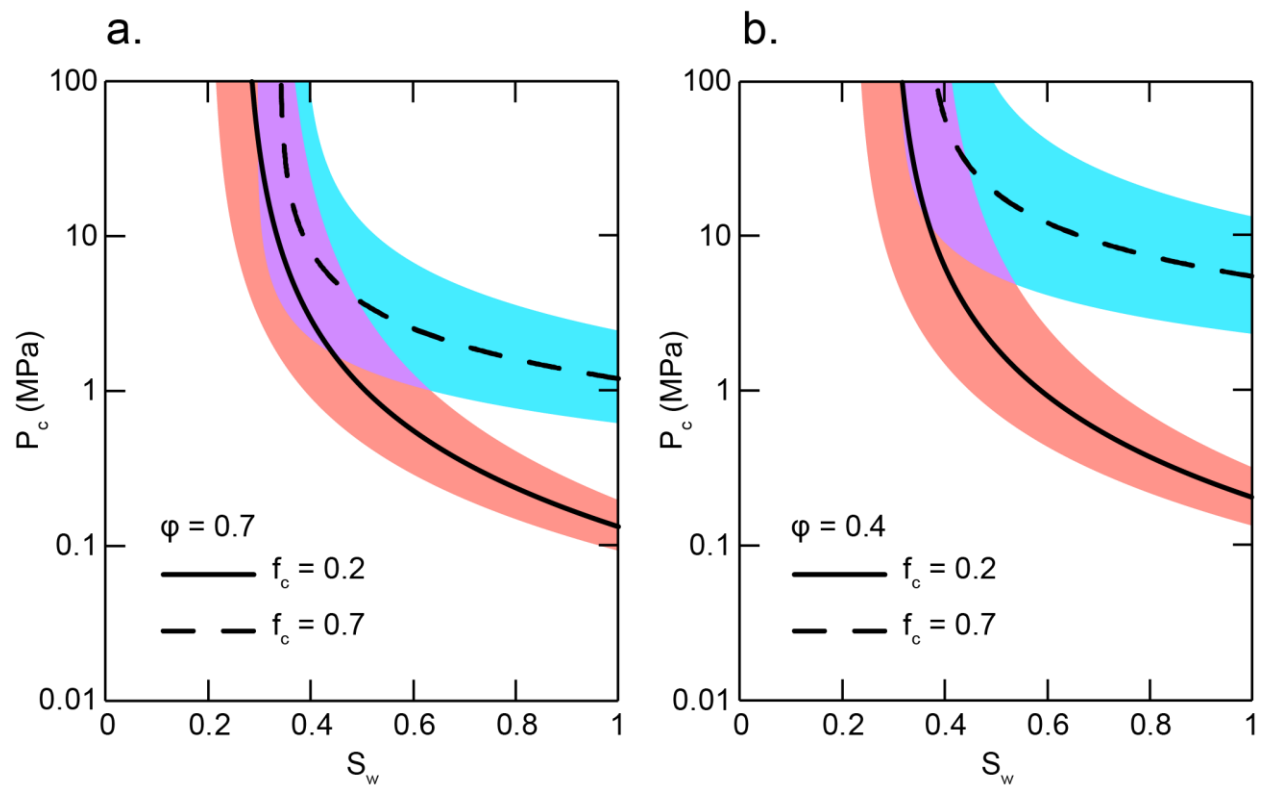 a.
100
10
1
0.1
0.01
P_c (MPa)
0
0.2
0.4
0.6
0.8
1
S_w
φ = 0.7
f_c = 0.2
f_c = 0.7
b.
100
10
1
0.1
0.01
P_c (MPa)
0
0.2
0.4
0.6
0.8
1
S_w
φ = 0.4
f_c = 0.2
f_c = 0.7